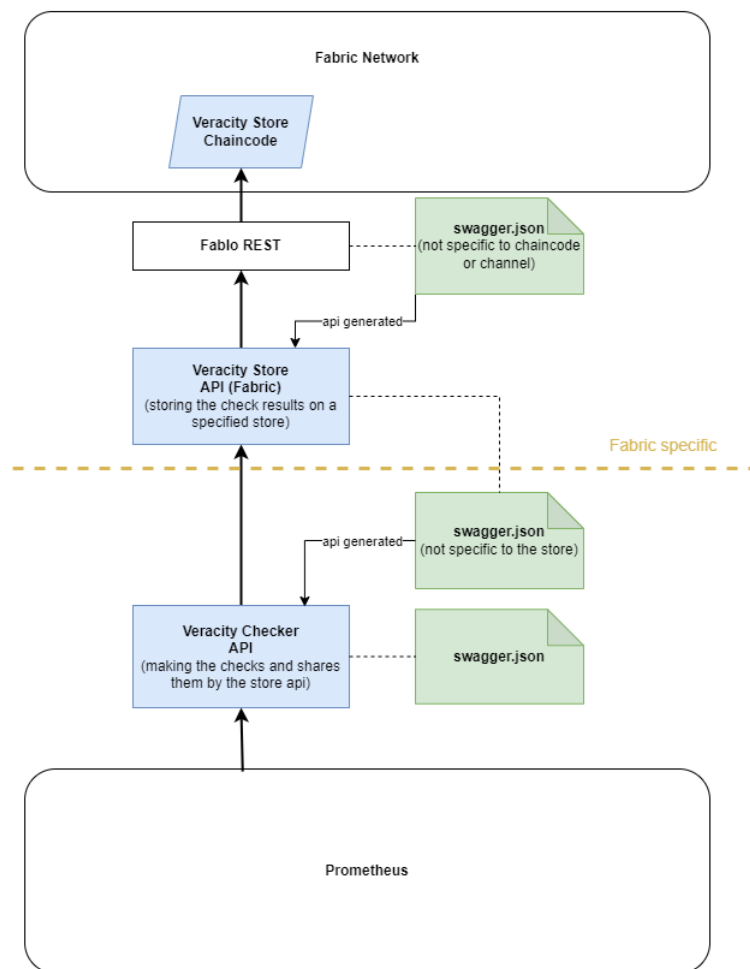 Fabric Network
Veracity Store
Chaincode
Fablo REST
swagger.json
(not specific to chaincode
or channel)
api generated
Veracity Store
API (Fabric)
(storing the check results on a
specified store)
Fabric specific
swagger.json
(not specific to the store)
api generated
Veracity Checker
API
(making the checks and shares
them by the store api)
swagger.json
Prometheus